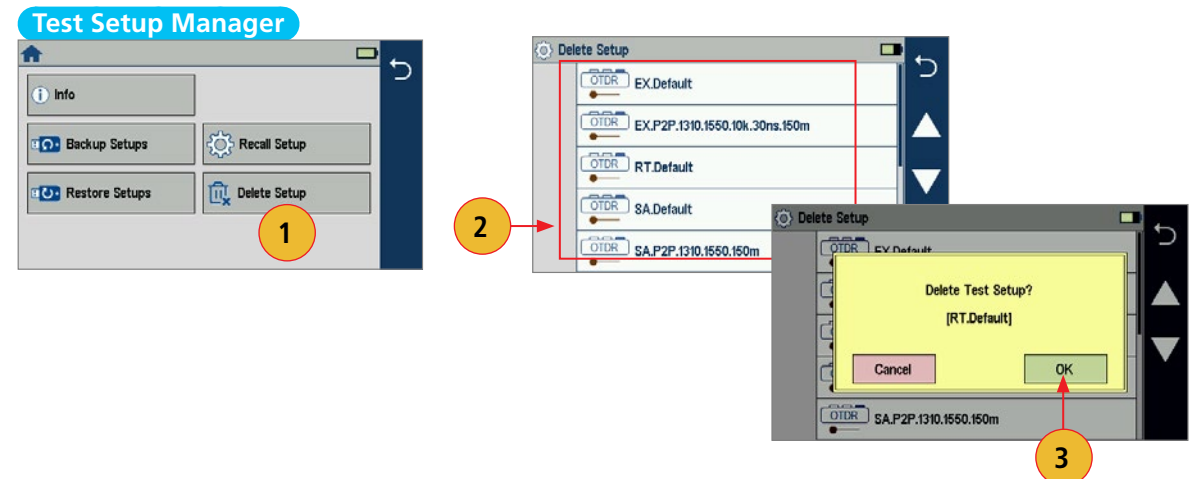 Test Setup Manager
i Info
Backup Setups
Recall Setup
Restore Setups
Delete Setup
1
Delete Setup
OTDR EX.Default
OTDR EX.P2P.1310.1550.10k.30ns.150m
OTDR RT.Default
OTDR SA.Default
OTDR SA.P2P.1310.1550.150m
2
Delete Setup
OTDR EX.Default
Delete Test Setup?
[RT.Default]
Cancel
OK
OTDR SA.P2P.1310.1550.150m
3